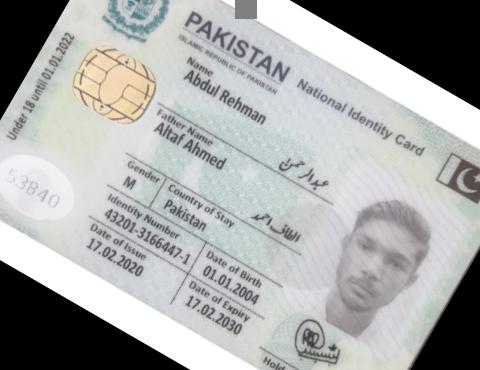 PAKISTAN National Identity Card
ISLAMIC REPUBLIC OF PAKISTAN
Name
Abdul Rehman
عبدالرحمٰن
Father Name
Altaf Ahmed
الطاف احمد
Gender
M
Country of Stay
Pakistan
Identity Number
43201-3166447-1
Date of Birth
01.01.2004
Date of Issue
17.02.2020
Date of Expiry
17.02.2030
Under 18 until 01.01.2022
53840